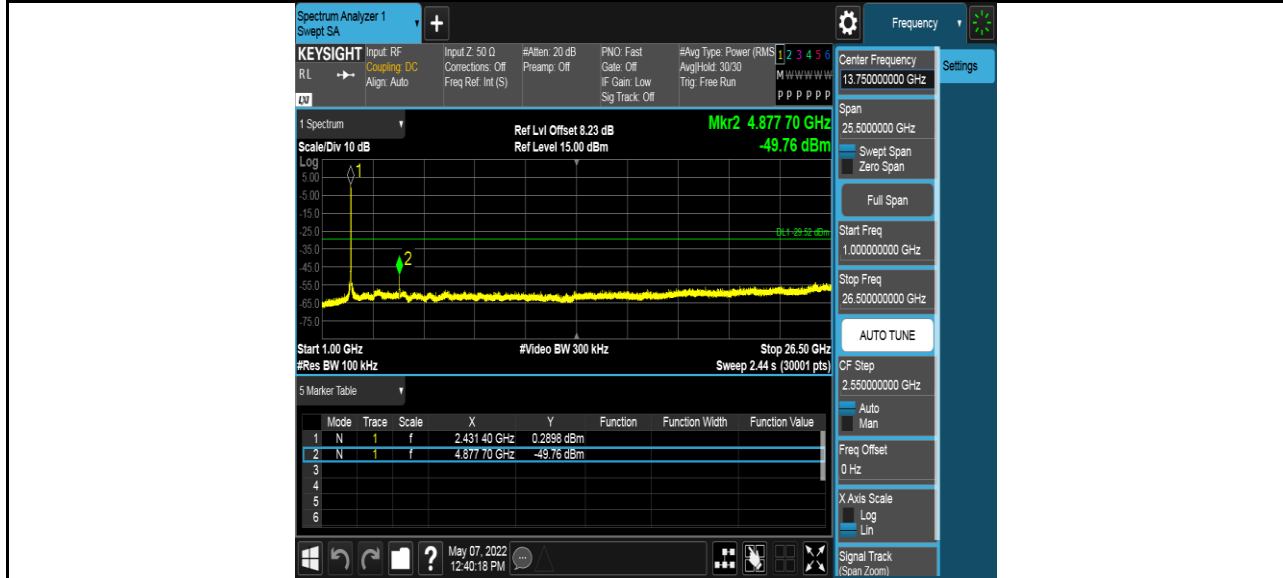 Spectrum Analyzer 1
Swept SA
+
Frequency
KEYSIGHT
RL
LXI
Input: RF
Coupling: DC
Align: Auto
Input Z: 50 Ω
Corrections: Off
Freq Ref: Int (S)
#Atten: 20 dB
Preamp: Off
PNO: Fast
Gate: Off
IF Gain: Low
Sig Track: Off
#Avg Type: Power (RMS
Avg|Hold: 30/30
Trig: Free Run
1 2 3 4 5 6
M W W W W W
P P P P P P
1 Spectrum
Scale/Div 10 dB
Ref Lvl Offset 8.23 dB
Ref Level 15.00 dBm
Mkr2 4.877 70 GHz
-49.76 dBm
Log
5.00
-5.00
-15.0
-25.0
-35.0
-45.0
-55.0
-65.0
-75.0
1
2
DL1 -29.52 dBm
Start 1.00 GHz
#Video BW 300 kHz
Stop 26.50 GHz
#Res BW 100 kHz
Sweep 2.44 s (30001 pts)
5 Marker Table
Mode Trace Scale X Y Function Function Width Function Value
1 N 1 f 2.431 40 GHz 0.2898 dBm
2 N 1 f 4.877 70 GHz -49.76 dBm
3
4
5
6
?
May 07, 2022
12:40:18 PM
Center Frequency
13.750000000 GHz
Settings
Span
25.5000000 GHz
Swept Span
Zero Span
Full Span
Start Freq
1.000000000 GHz
Stop Freq
26.500000000 GHz
AUTO TUNE
CF Step
2.550000000 GHz
Auto
Man
Freq Offset
0 Hz
X Axis Scale
Log
Lin
Signal Track
(Span Zoom)